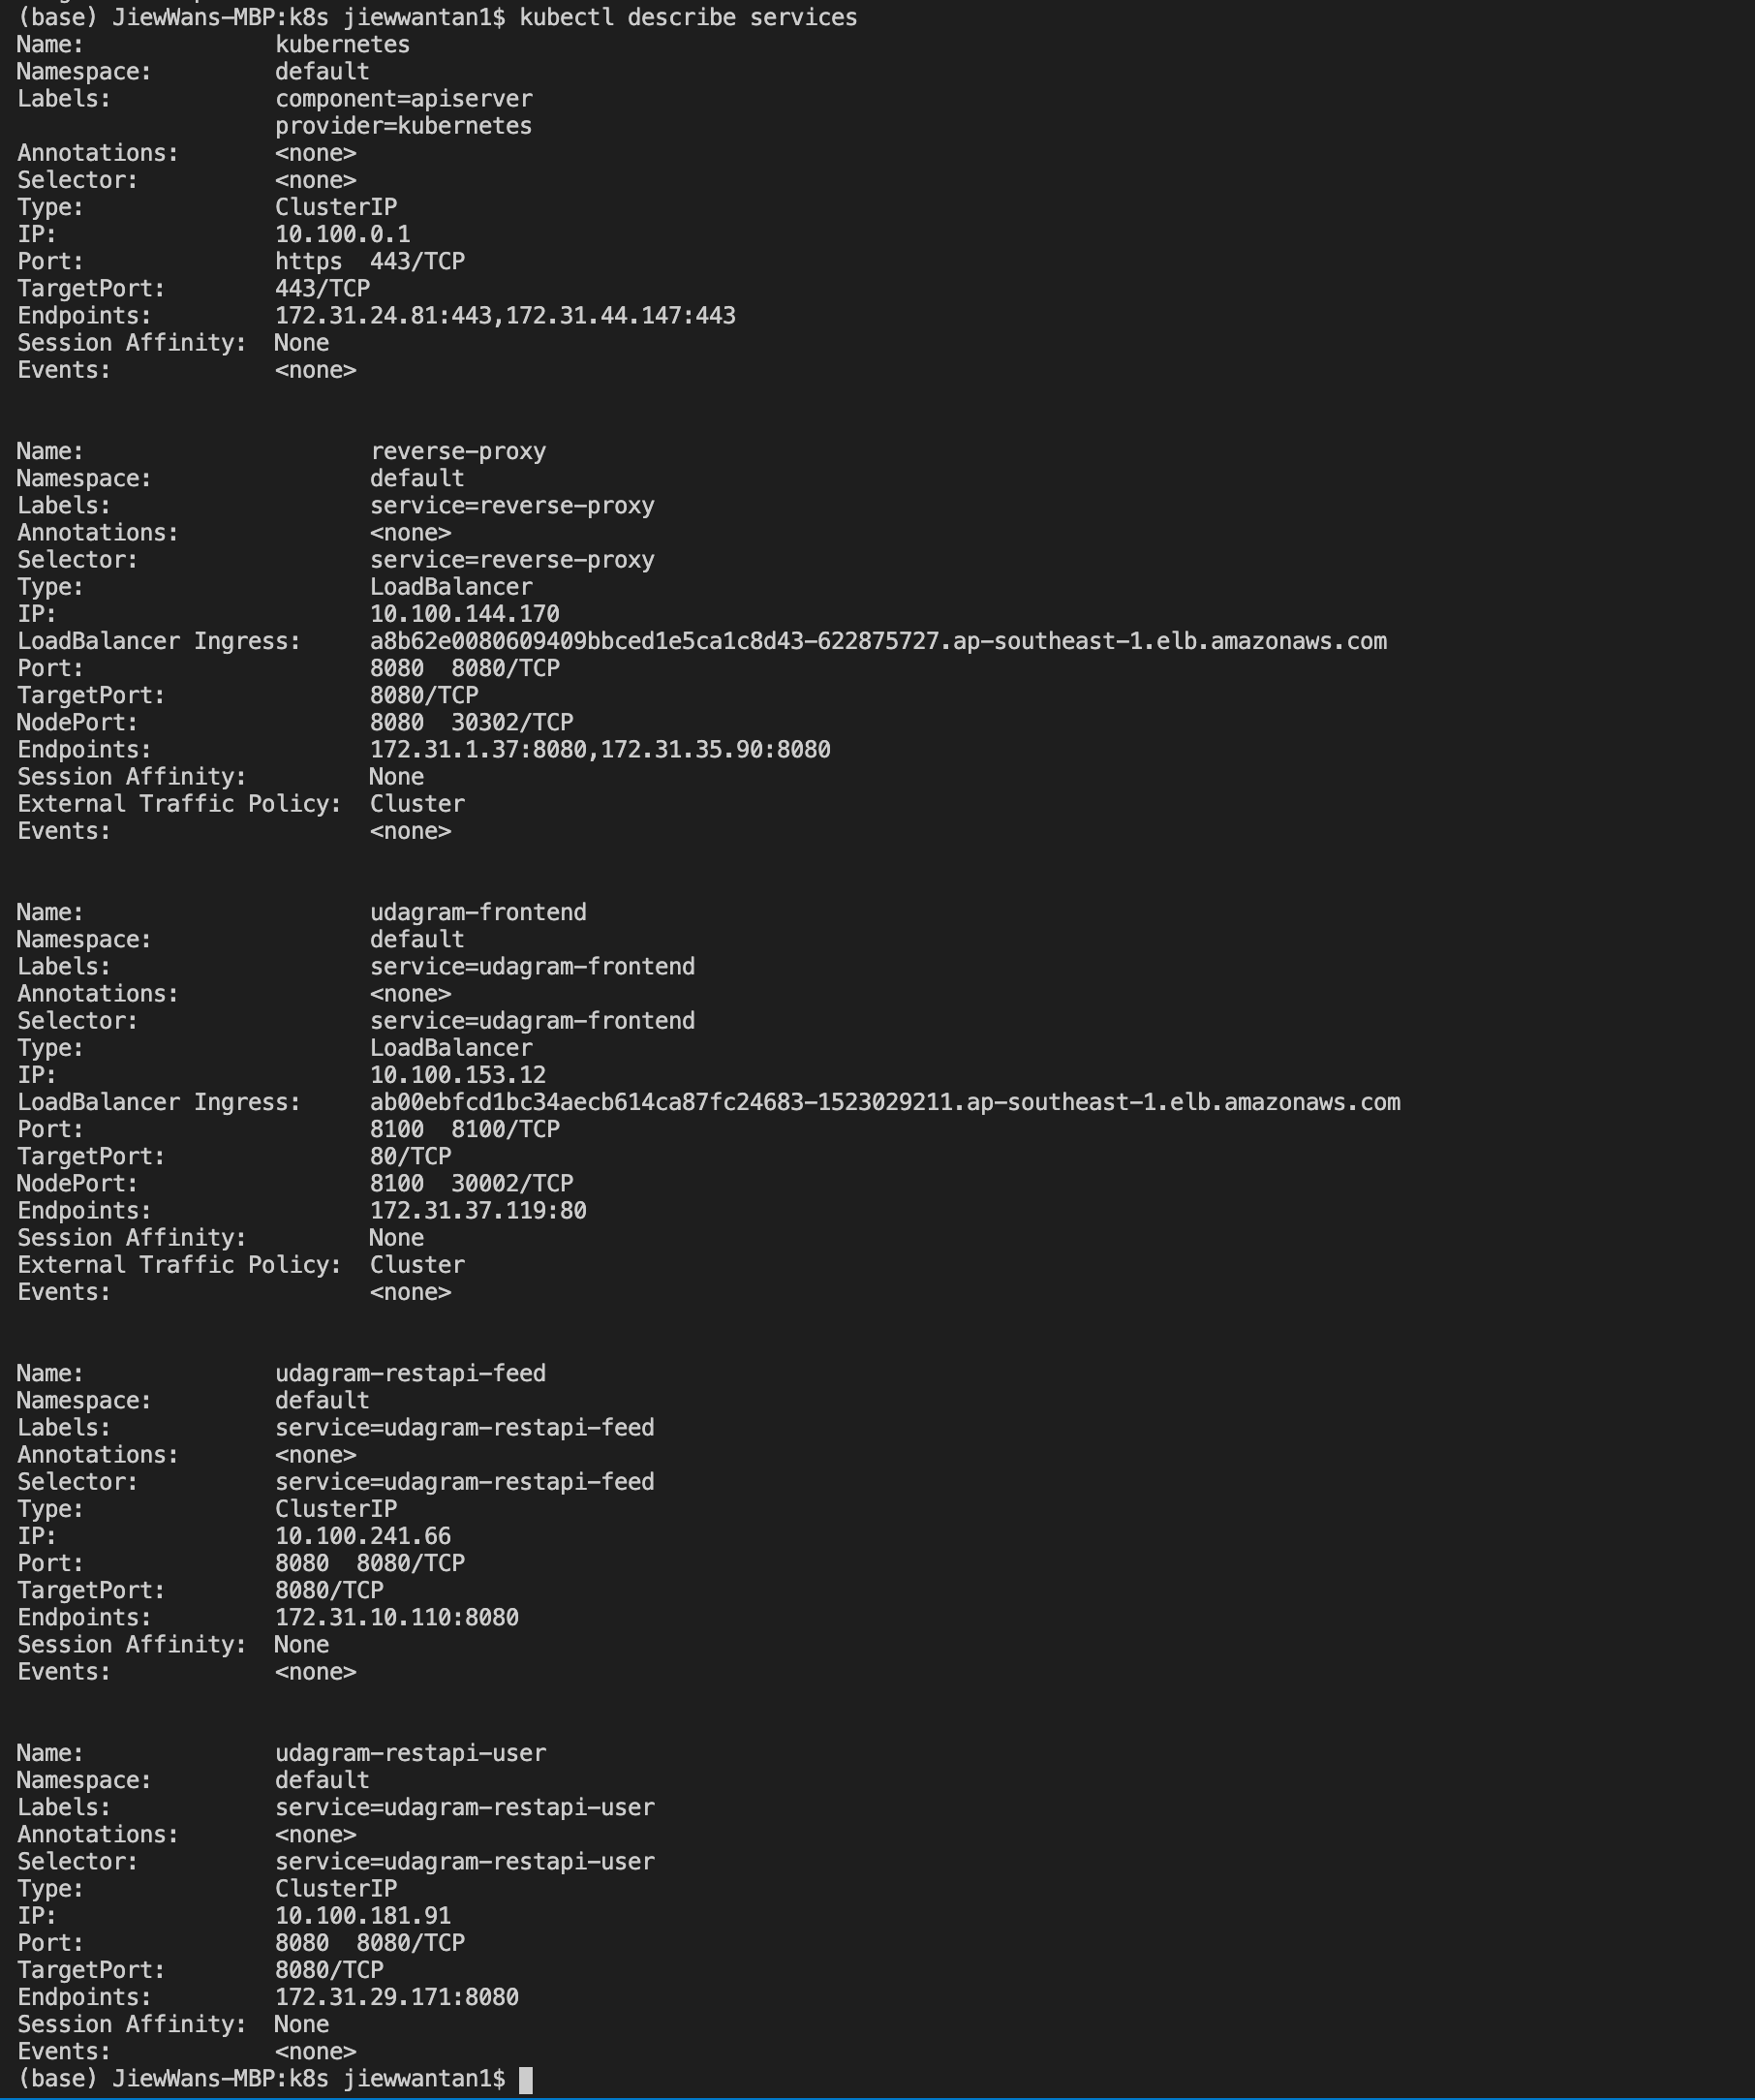 (base) JiewWans-MBP:k8s jiewwantan1$ kubectl describe services
Name:              kubernetes
Namespace:         default
Labels:            component=apiserver
                   provider=kubernetes
Annotations:       <none>
Selector:          <none>
Type:              ClusterIP
IP:                10.100.0.1
Port:              https  443/TCP
TargetPort:        443/TCP
Endpoints:         172.31.24.81:443,172.31.44.147:443
Session Affinity:  None
Events:            <none>

Name:                     reverse-proxy
Namespace:                default
Labels:                   service=reverse-proxy
Annotations:              <none>
Selector:                 service=reverse-proxy
Type:                     LoadBalancer
IP:                       10.100.144.170
LoadBalancer Ingress:     a8b62e0080609409bbced1e5ca1c8d43-622875727.ap-southeast-1.elb.amazonaws.com
Port:                     8080  8080/TCP
TargetPort:               8080/TCP
NodePort:                 8080  30302/TCP
Endpoints:                172.31.1.37:8080,172.31.35.90:8080
Session Affinity:         None
External Traffic Policy:  Cluster
Events:                   <none>

Name:                     udagram-frontend
Namespace:                default
Labels:                   service=udagram-frontend
Annotations:              <none>
Selector:                 service=udagram-frontend
Type:                     LoadBalancer
IP:                       10.100.153.12
LoadBalancer Ingress:     ab00ebfcd1bc34aecb614ca87fc24683-1523029211.ap-southeast-1.elb.amazonaws.com
Port:                     8100  8100/TCP
TargetPort:               80/TCP
NodePort:                 8100  30002/TCP
Endpoints:                172.31.37.119:80
Session Affinity:         None
External Traffic Policy:  Cluster
Events:                   <none>

Name:              udagram-restapi-feed
Namespace:         default
Labels:            service=udagram-restapi-feed
Annotations:       <none>
Selector:          service=udagram-restapi-feed
Type:              ClusterIP
IP:                10.100.241.66
Port:              8080  8080/TCP
TargetPort:        8080/TCP
Endpoints:         172.31.10.110:8080
Session Affinity:  None
Events:            <none>

Name:              udagram-restapi-user
Namespace:         default
Labels:            service=udagram-restapi-user
Annotations:       <none>
Selector:          service=udagram-restapi-user
Type:              ClusterIP
IP:                10.100.181.91
Port:              8080  8080/TCP
TargetPort:        8080/TCP
Endpoints:         172.31.29.171:8080
Session Affinity:  None
Events:            <none>
(base) JiewWans-MBP:k8s jiewwantan1$